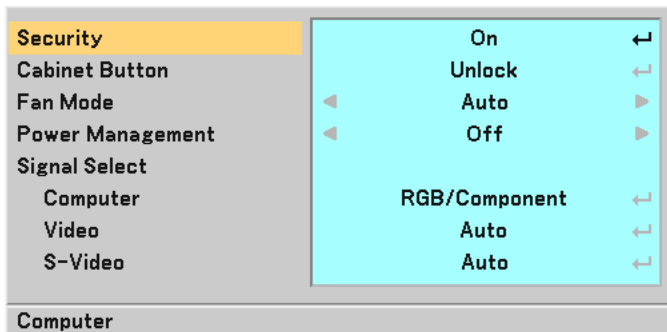 Security On
Cabinet Button Unlock
Fan Mode Auto
Power Management Off
Signal Select
Computer RGB/Component
Video Auto
S-Video Auto
Computer